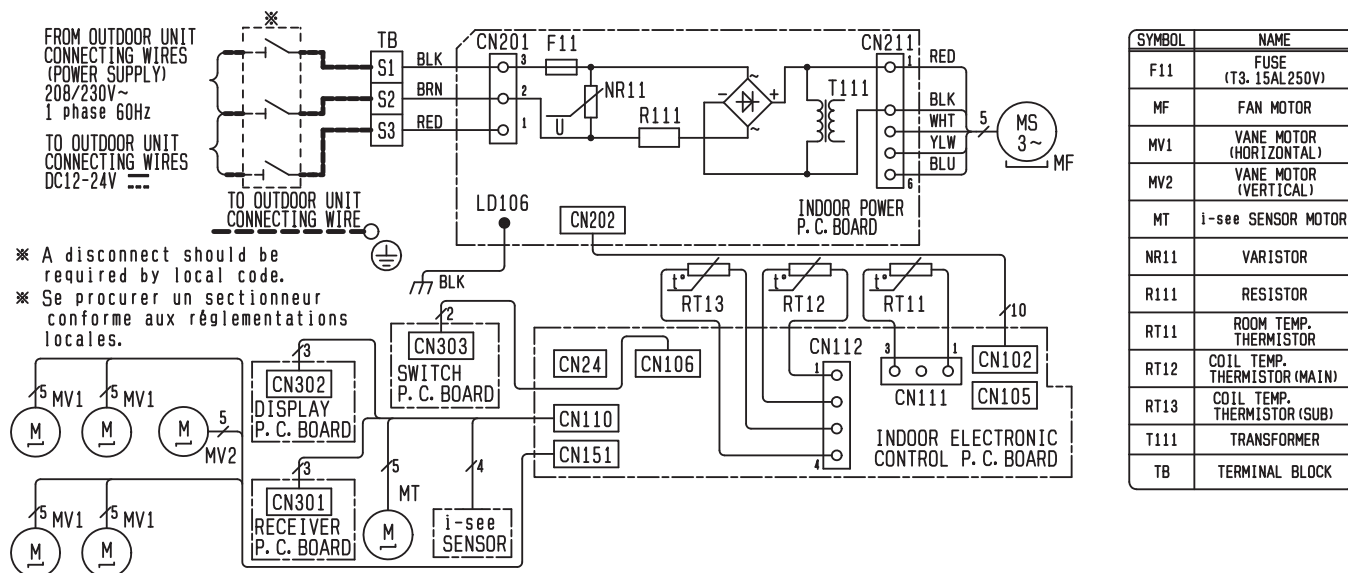 ※
FROM OUTDOOR UNIT
CONNECTING WIRES
(POWER SUPPLY)
208/230V~
1 phase 60Hz
TO OUTDOOR UNIT
CONNECTING WIRES
DC12-24V
TB
S1
S2
S3
BLK
BRN
RED
CN201
3
2
1
F11
NR11
U
R111
~
-
+
~
T111
CN211
1
6
RED
BLK
WHT
YLW
BLU
5
MS
3~
MF
TO OUTDOOR UNIT
CONNECTING WIRE
LD106
BLK
CN202
INDOOR POWER
P.C.BOARD
※ A disconnect should be
required by local code.
※ Se procurer un sectionneur
conforme aux réglementations
locales.
t°
RT13
t°
RT12
t°
RT11
10
2
CN303
SWITCH
P.C.BOARD
3
CN302
DISPLAY
P.C.BOARD
3
CN301
RECEIVER
P.C.BOARD
CN24
CN106
CN110
CN151
CN112
1
4
3
1
CN111
CN102
CN105
INDOOR ELECTRONIC
CONTROL P.C.BOARD
5
MV1
M
5
MV1
M
M
5
MV2
5
MV1
M
5
MV1
M
5
MT
M
4
i-see
SENSOR
SYMBOL NAME
F11 FUSE
(T3.15AL250V)
MF FAN MOTOR
MV1 VANE MOTOR
(HORIZONTAL)
MV2 VANE MOTOR
(VERTICAL)
MT i-see SENSOR MOTOR
NR11 VARISTOR
R111 RESISTOR
RT11 ROOM TEMP.
THERMISTOR
RT12 COIL TEMP.
THERMISTOR(MAIN)
RT13 COIL TEMP.
THERMISTOR(SUB)
T111 TRANSFORMER
TB TERMINAL BLOCK